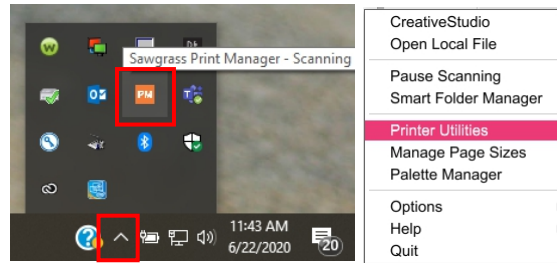 Sawgrass Print Manager - Scanning
PM
11:43 AM
6/22/2020
20
CreativeStudio
Open Local File
Pause Scanning
Smart Folder Manager
Printer Utilities
Manage Page Sizes
Palette Manager
Options
Help
Quit